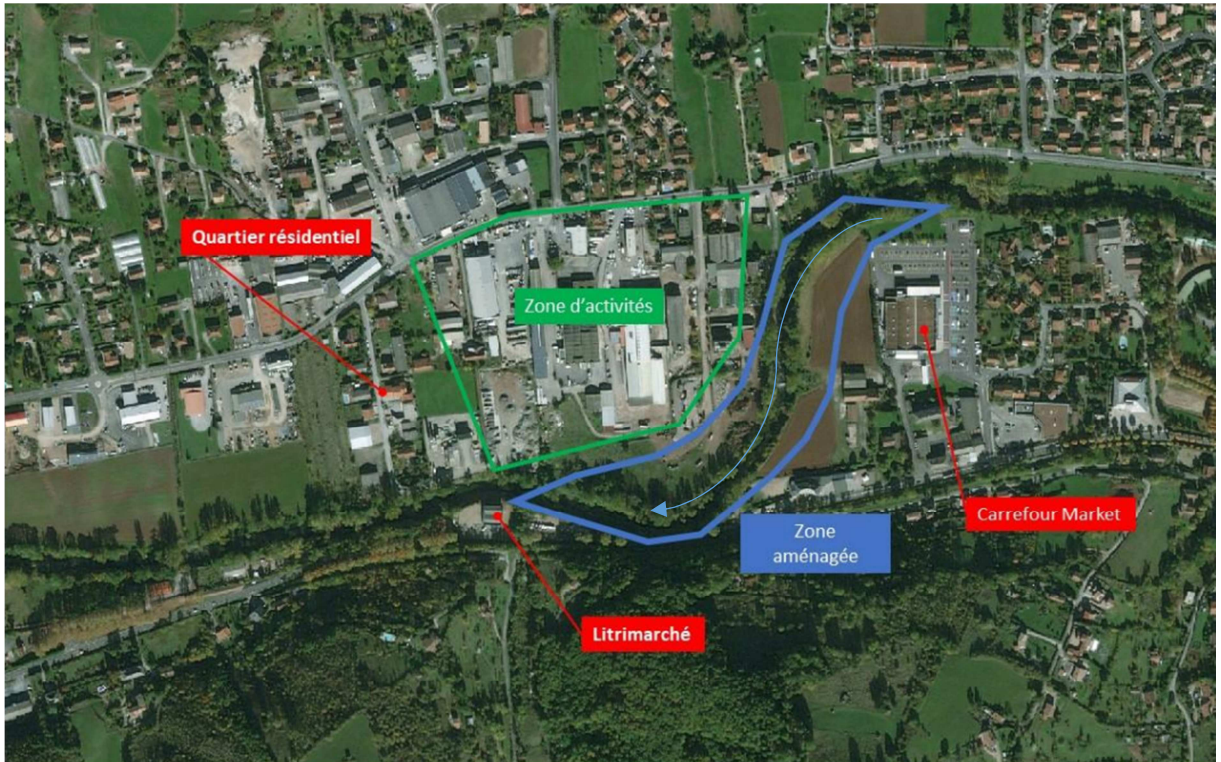 Quartier résidentiel
Zone d'activités
Carrefour Market
Zone
aménagée
Litrimarché